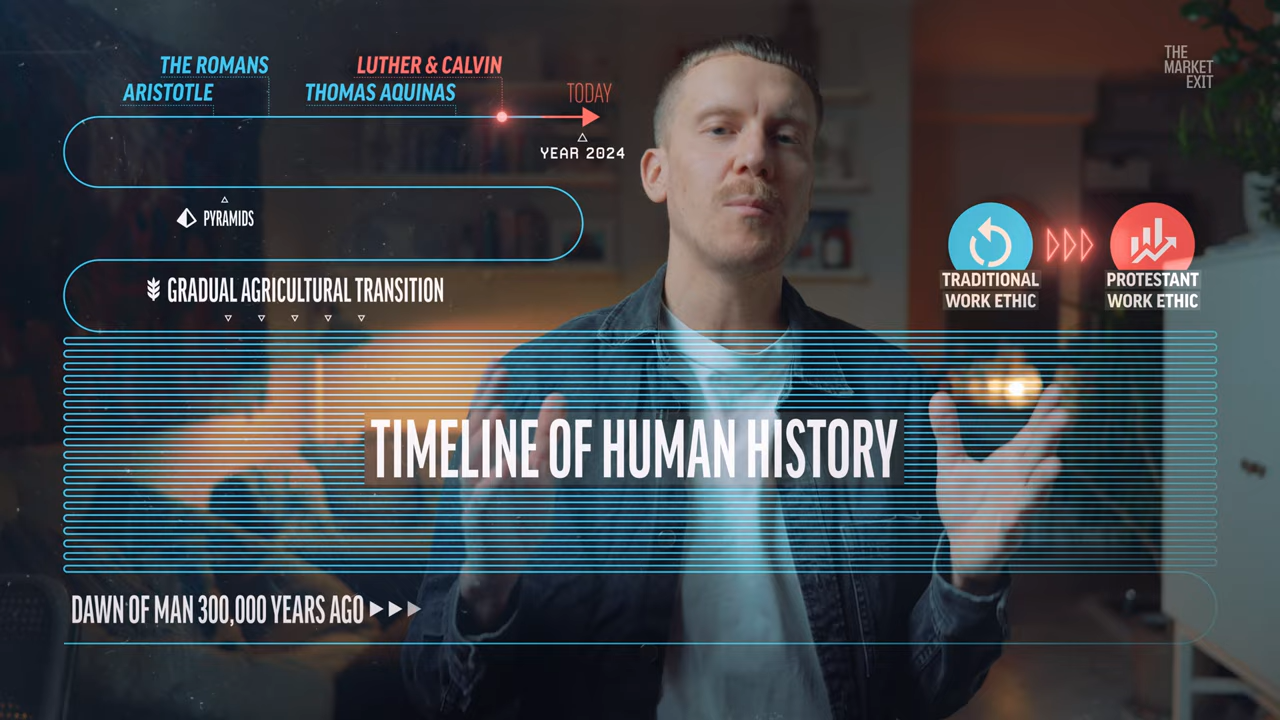 THE ROMANS
LUTHER & CALVIN
ARISTOTLE
THOMAS AQUINAS
TODAY
YEAR 2024
THE
MARKET
EXIT
PYRAMIDS
TRADITIONAL
WORK ETHIC
PROTESTANT
WORK ETHIC
GRADUAL AGRICULTURAL TRANSITION
TIMELINE OF HUMAN HISTORY
DAWN OF MAN 300,000 YEARS AGO